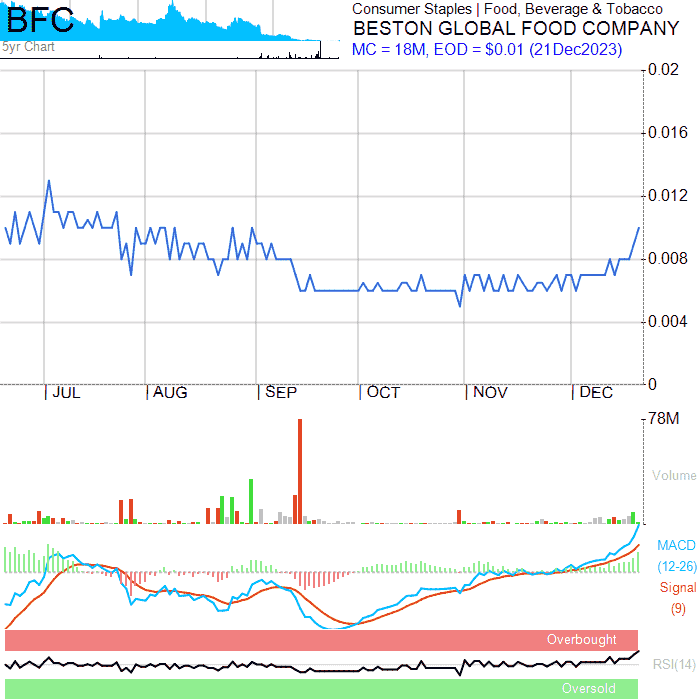 BFC
5yr Chart
Consumer Staples | Food, Beverage & Tobacco
BESTON GLOBAL FOOD COMPANY
MC = 18M, EOD = $0.01 (21Dec2023)
0.02
0.016
0.012
0.008
0.004
0
JUL AUG SEP OCT NOV DEC
78M
Volume
MACD
(12-26)
Signal
(9)
Overbought
RSI(14)
Oversold